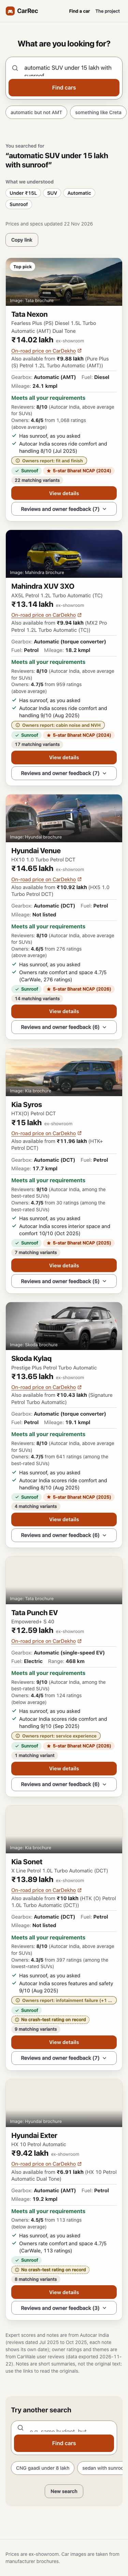 CarRec
Find a car
The project
What are you looking for?
automatic SUV under 15 lakh
with sunroof
Find cars
automatic but not AMT
something like Creta
You searched for
“automatic SUV under 15 lakh
with sunroof”
What we understood
Under ₹15L
SUV
Automatic
Sunroof
Prices and specs updated 22 Nov 2026
Copy link
Top pick
Image: Tata brochure
Tata Nexon
Fearless Plus (PS) Diesel 1.5L Turbo
Automatic (AMT) Dual Tone
₹14.02 lakh ex-showroom
On-road price on CarDekho
Also available from ₹9.88 lakh (Pure Plus
(S) Petrol 1.2L Turbo Automatic (AMT))
Gearbox: Automatic (AMT) Fuel: Diesel
Mileage: 24.1 kmpl
Meets all your requirements
Reviews: 8/10 (Autocar India, above average
for SUVs)
Owners: 4.6/5 from 1,068 ratings
(above average)
Has sunroof, as you asked
Autocar India scores ride comfort and
handling 8/10 (Jul 2025)
Owners report: fit and finish
Sunroof
5-star Bharat NCAP (2024)
22 matching variants
View details
Reviews and owner feedback (7)
Image: Mahindra brochure
Mahindra XUV 3XO
AX5L Petrol 1.2L Turbo Automatic (TC)
₹13.14 lakh ex-showroom
On-road price on CarDekho
Also available from ₹9.94 lakh (MX2 Pro
Petrol 1.2L Turbo Automatic (TC))
Gearbox: Automatic (torque converter)
Fuel: Petrol Mileage: 18.2 kmpl
Meets all your requirements
Reviews: 8/10 (Autocar India, above average
for SUVs)
Owners: 4.7/5 from 959 ratings
(above average)
Has sunroof, as you asked
Autocar India scores ride comfort and
handling 8/10 (Aug 2025)
Owners report: cabin noise and NVH
Sunroof
5-star Bharat NCAP (2024)
17 matching variants
View details
Reviews and owner feedback (7)
Image: Hyundai brochure
Hyundai Venue
HX10 1.0 Turbo Petrol DCT
₹14.65 lakh ex-showroom
On-road price on CarDekho
Also available from ₹10.92 lakh (HX5 1.0
Turbo Petrol DCT)
Gearbox: Automatic (DCT) Fuel: Petrol
Mileage: Not listed
Meets all your requirements
Reviews: 8/10 (Autocar India, above average
for SUVs)
Owners: 4.6/5 from 276 ratings
(above average)
Has sunroof, as you asked
Owners rate comfort and space 4.7/5
(CarWale, 276 ratings)
Sunroof
5-star Bharat NCAP (2026)
14 matching variants
View details
Reviews and owner feedback (6)
Image: Kia brochure
Kia Syros
HTX(O) Petrol DCT
₹15 lakh ex-showroom
On-road price on CarDekho
Also available from ₹11.96 lakh (HTK+
Petrol DCT)
Gearbox: Automatic (DCT) Fuel: Petrol
Mileage: 17.7 kmpl
Meets all your requirements
Reviews: 9/10 (Autocar India, among the
best-rated SUVs)
Owners: 4.7/5 from 30 ratings (among the
best-rated SUVs)
Has sunroof, as you asked
Autocar India scores interior space and
comfort 10/10 (Oct 2025)
Sunroof
5-star Bharat NCAP (2025)
7 matching variants
View details
Reviews and owner feedback (5)
Image: Skoda brochure
Skoda Kylaq
Prestige Plus Petrol Turbo Automatic
₹13.65 lakh ex-showroom
On-road price on CarDekho
Also available from ₹10.43 lakh (Signature
Petrol Turbo Automatic)
Gearbox: Automatic (torque converter)
Fuel: Petrol Mileage: 19.1 kmpl
Meets all your requirements
Reviews: 8/10 (Autocar India, above average
for SUVs)
Owners: 4.7/5 from 641 ratings (among the
best-rated SUVs)
Has sunroof, as you asked
Autocar India scores ride comfort and
handling 8/10 (Aug 2025)
Sunroof
5-star Bharat NCAP (2025)
4 matching variants
View details
Reviews and owner feedback (6)
Image: Tata brochure
Tata Punch EV
Empowered+ S 40
₹12.59 lakh ex-showroom
On-road price on CarDekho
Gearbox: Automatic (single-speed EV)
Fuel: Electric Range: 468 km
Meets all your requirements
Reviews: 9/10 (Autocar India, among the
best-rated SUVs)
Owners: 4.4/5 from 124 ratings
(below average)
Has sunroof, as you asked
Autocar India scores ride comfort and
handling 9/10 (Sep 2025)
Owners report: service experience
Sunroof
5-star Bharat NCAP (2026)
1 matching variant
View details
Reviews and owner feedback (6)
Image: Kia brochure
Kia Sonet
X Line Petrol 1.0L Turbo Automatic (DCT)
₹13.89 lakh ex-showroom
On-road price on CarDekho
Also available from ₹10 lakh (HTK (O) Petrol
1.0L Turbo Automatic (DCT))
Gearbox: Automatic (DCT) Fuel: Petrol
Mileage: Not listed
Meets all your requirements
Reviews: 8/10 (Autocar India, above average
for SUVs)
Owners: 4.3/5 from 397 ratings (among the
lowest-rated SUVs)
Has sunroof, as you asked
Autocar India scores features and safety
9/10 (Aug 2025)
Owners report: infotainment failure (+1 ...
Sunroof
No crash-test rating on record
9 matching variants
View details
Reviews and owner feedback (7)
Image: Hyundai brochure
Hyundai Exter
HX 10 Petrol Automatic
₹9.42 lakh ex-showroom
On-road price on CarDekho
Also available from ₹6.91 lakh (HX 10 Petrol
Automatic Dual Tone)
Gearbox: Automatic (AMT) Fuel: Petrol
Mileage: 19.2 kmpl
Meets all your requirements
Owners: 4.5/5 from 113 ratings
(below average)
Has sunroof, as you asked
Owners rate comfort and space 4.7/5
(CarWale, 113 ratings)
Sunroof
No crash-test rating on record
8 matching variants
View details
Reviews and owner feedback (3)
Expert scores and notes are from Autocar India
(reviews dated Jul 2025 to Oct 2025, each note
shows its own date); owner ratings and themes are
from CarWale user reviews (data exported 2026-11-
22). Notes are short summaries, not the original text:
use the links to read the originals.
Try another search
Find cars
CNG gaadi under 8 lakh
sedan with sunroo
New search
Prices are ex-showroom. Car images are taken from
manufacturer brochures.